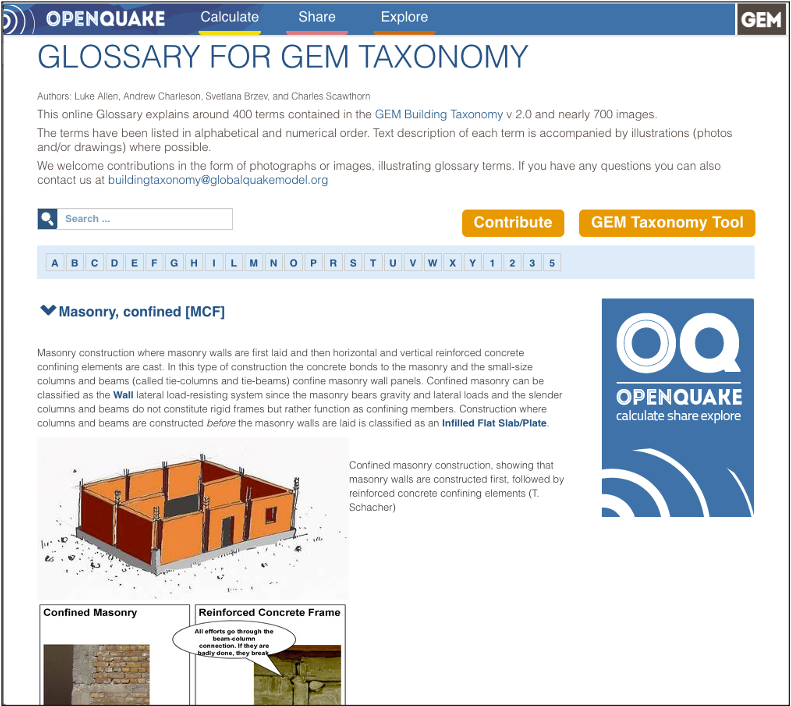 OPENQUAKE Calculate Share Explore GEM
GLOSSARY FOR GEM TAXONOMY
Authors: Luke Allen, Andrew Charleson, Svetlana Brzev, and Charles Scawthorn
This online Glossary explains around 400 terms contained in the GEM Building Taxonomy v 2.0 and nearly 700 images.
The terms have been listed in alphabetical and numerical order. Text description of each term is accompanied by illustrations (photos
and/or drawings) where possible.
We welcome contributions in the form of photographs or images, illustrating glossary terms. If you have any questions you can also
contact us at buildingtaxonomy@globalquakemodel.org
Search ...
Contribute
GEM Taxonomy Tool
A B C D E F G H I L M N O P R S T U V W X Y 1 2 3 5
Masonry, confined [MCF]
Masonry construction where masonry walls are first laid and then horizontal and vertical reinforced concrete
confining elements are cast. In this type of construction the concrete bonds to the masonry and the small-size
columns and beams (called tie-columns and tie-beams) confine masonry wall panels. Confined masonry can be
classified as the Wall lateral load-resisting system since the masonry bears gravity and lateral loads and the slender
columns and beams do not constitute rigid frames but rather function as confining members. Construction where
columns and beams are constructed before the masonry walls are laid is classified as an Infilled Flat Slab/Plate.
OQ
OPENQUAKE
calculate share explore
Confined masonry construction, showing that
masonry walls are constructed first, followed by
reinforced concrete confining elements (T.
Schacher)
Confined Masonry
Reinforced Concrete Frame
All efforts go through the
beam-column
connection. If they are
badly done, they break